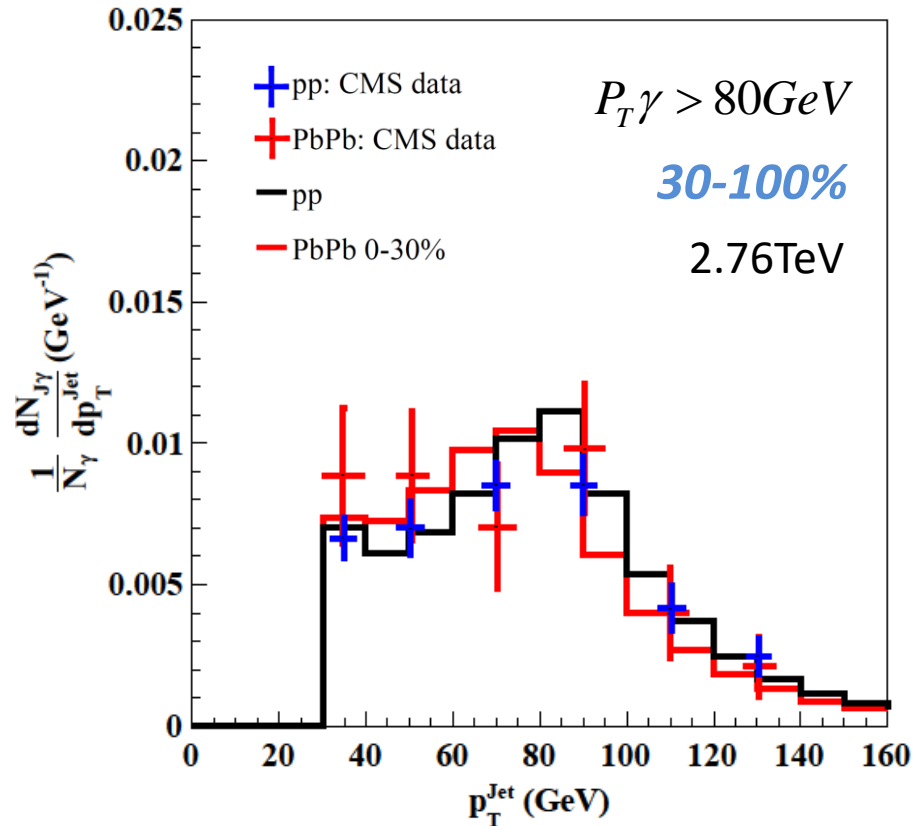 0.025
0.02
0.015
0.01
0.005
0
pp: CMS data
PbPb: CMS data
pp
PbPb 0-30%
P_T γ > 80GeV
30-100%
2.76TeV
1/N_γ dN_Jγ/dp_T^Jet (GeV^-1)
0 20 40 60 80 100 120 140 160
p_T^Jet (GeV)